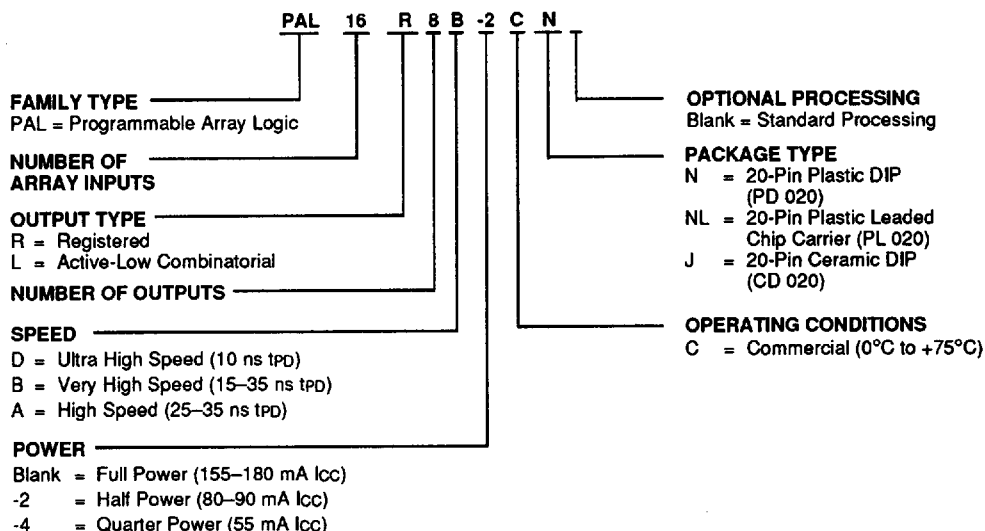 PAL 16 R 8 B -2 C N
FAMILY TYPE
PAL = Programmable Array Logic
NUMBER OF
ARRAY INPUTS
OUTPUT TYPE
R = Registered
L = Active-Low Combinatorial
NUMBER OF OUTPUTS
SPEED
D = Ultra High Speed (10 ns tPD)
B = Very High Speed (15–35 ns tPD)
A = High Speed (25–35 ns tPD)
POWER
Blank = Full Power (155–180 mA ICC)
-2 = Half Power (80–90 mA ICC)
-4 = Quarter Power (55 mA ICC)
OPTIONAL PROCESSING
Blank = Standard Processing
PACKAGE TYPE
N = 20-Pin Plastic DIP
(PD 020)
NL = 20-Pin Plastic Leaded
Chip Carrier (PL 020)
J = 20-Pin Ceramic DIP
(CD 020)
OPERATING CONDITIONS
C = Commercial (0°C to +75°C)